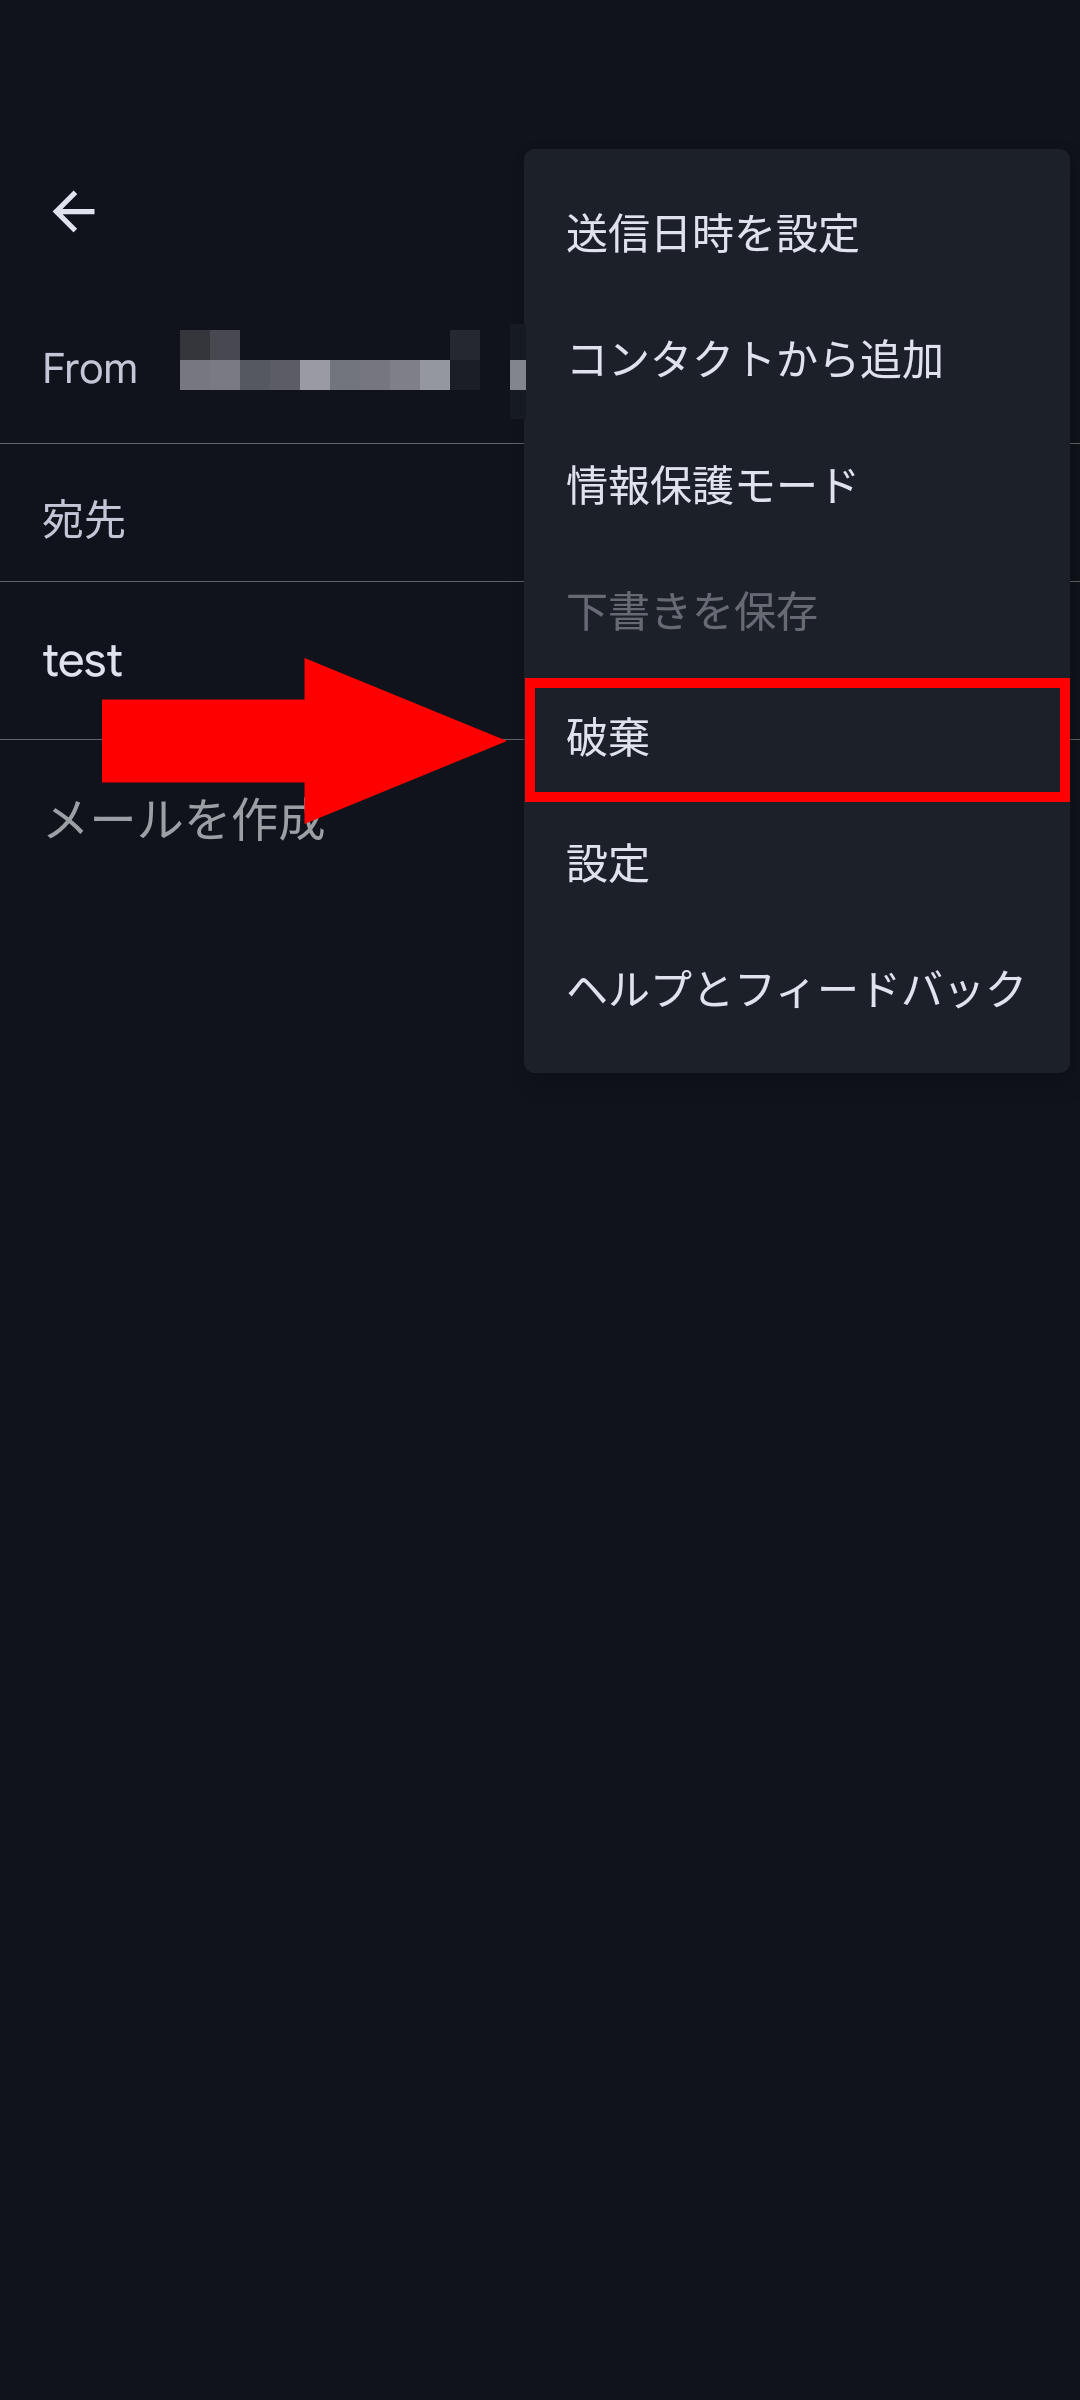 From
宛先
test
メールを作成
送信日時を設定
コンタクトから追加
情報保護モード
下書きを保存
破棄
設定
ヘルプとフィードバック